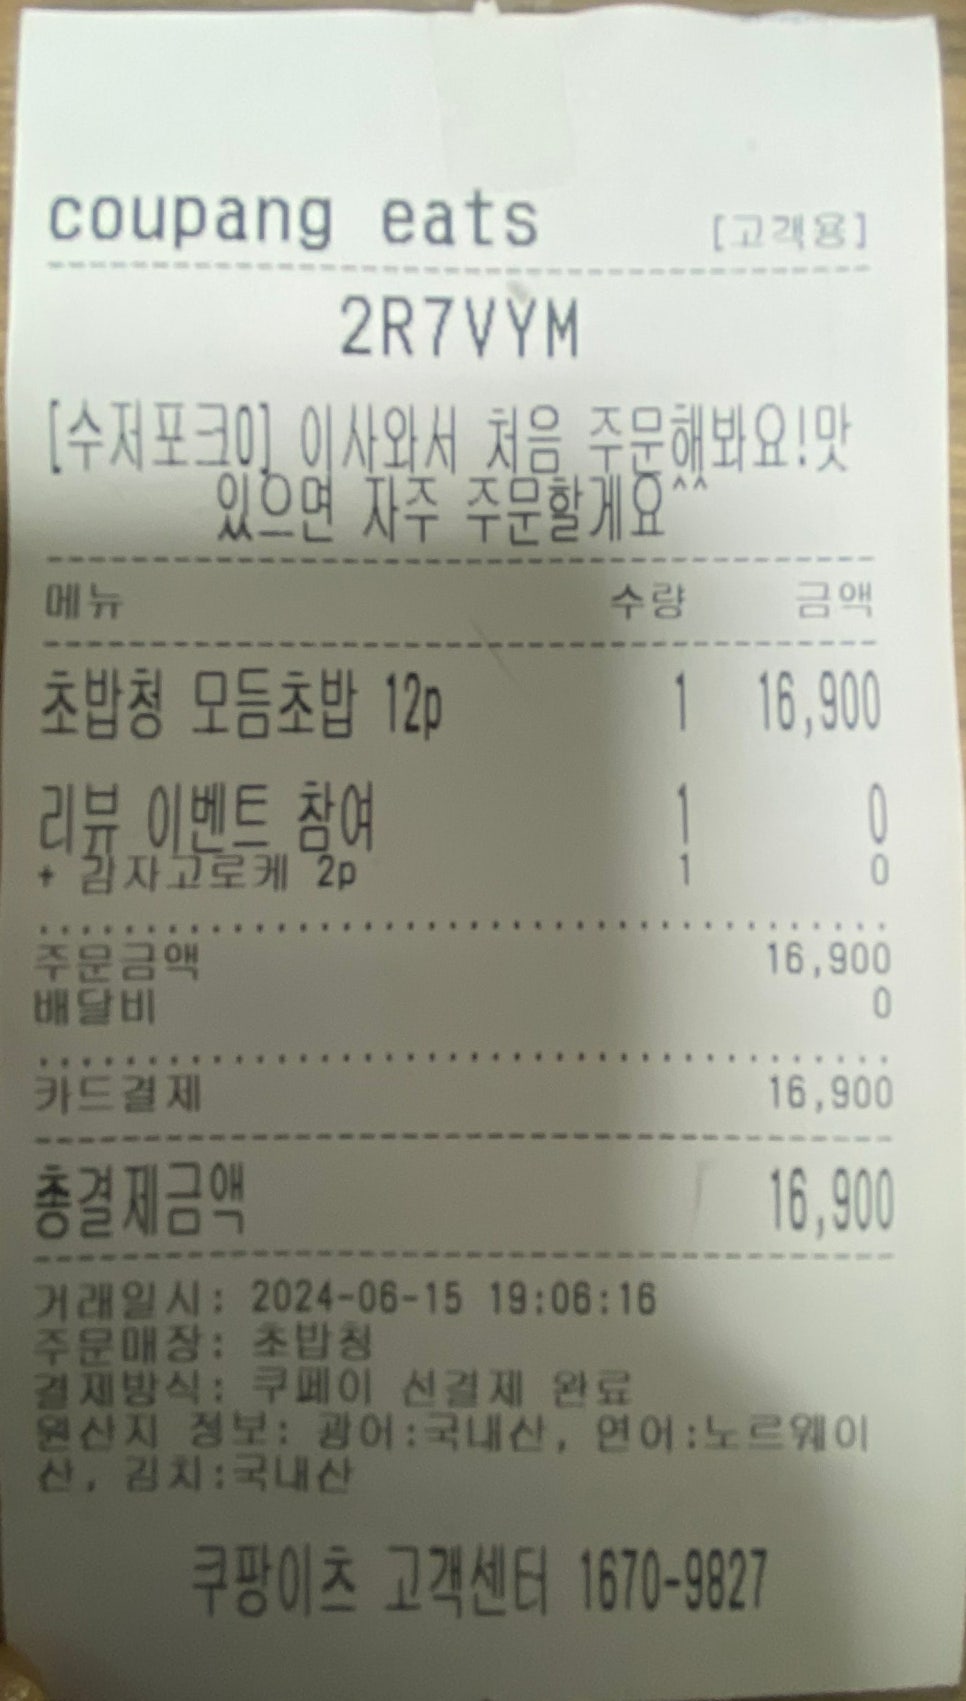 coupang eats [고객용]
2R7VYM
[수저포크0] 이사와서 처음 주문해봐요!맛
있으면 자주 주문할게요^^
메뉴 수량 금액
초밥청 모듬초밥 12p 1 16,900
리뷰 이벤트 참여 1 0
+ 감자고로케 2p 1 0
주문금액 16,900
배달비 0
카드결제 16,900
총결제금액 16,900
거래일시: 2024-06-15 19:06:16
주문매장: 초밥청
결제방식: 쿠페이 선결제 완료
원산지 정보: 광어:국내산, 연어:노르웨이
산, 김치:국내산
쿠팡이츠 고객센터 1670-9827